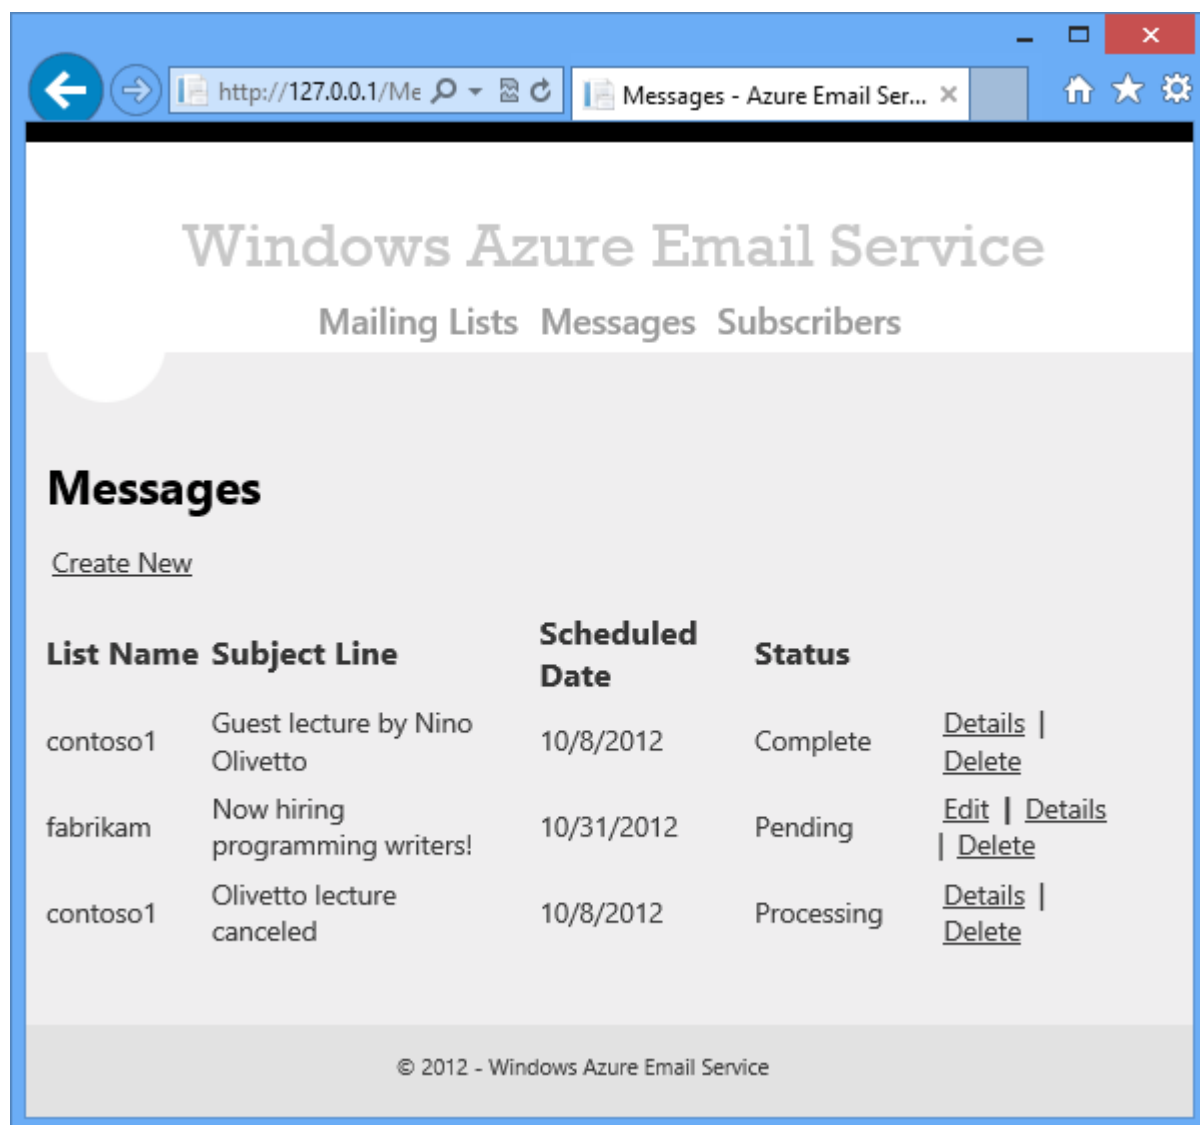 http://127.0.0.1/Me
Messages - Azure Email Ser...
Windows Azure Email Service
Mailing Lists Messages Subscribers
Messages
Create New
List Name Subject Line Scheduled Date Status
contoso1 Guest lecture by Nino Olivetto 10/8/2012 Complete Details | Delete
fabrikam Now hiring programming writers! 10/31/2012 Pending Edit | Details | Delete
contoso1 Olivetto lecture canceled 10/8/2012 Processing Details | Delete
© 2012 - Windows Azure Email Service